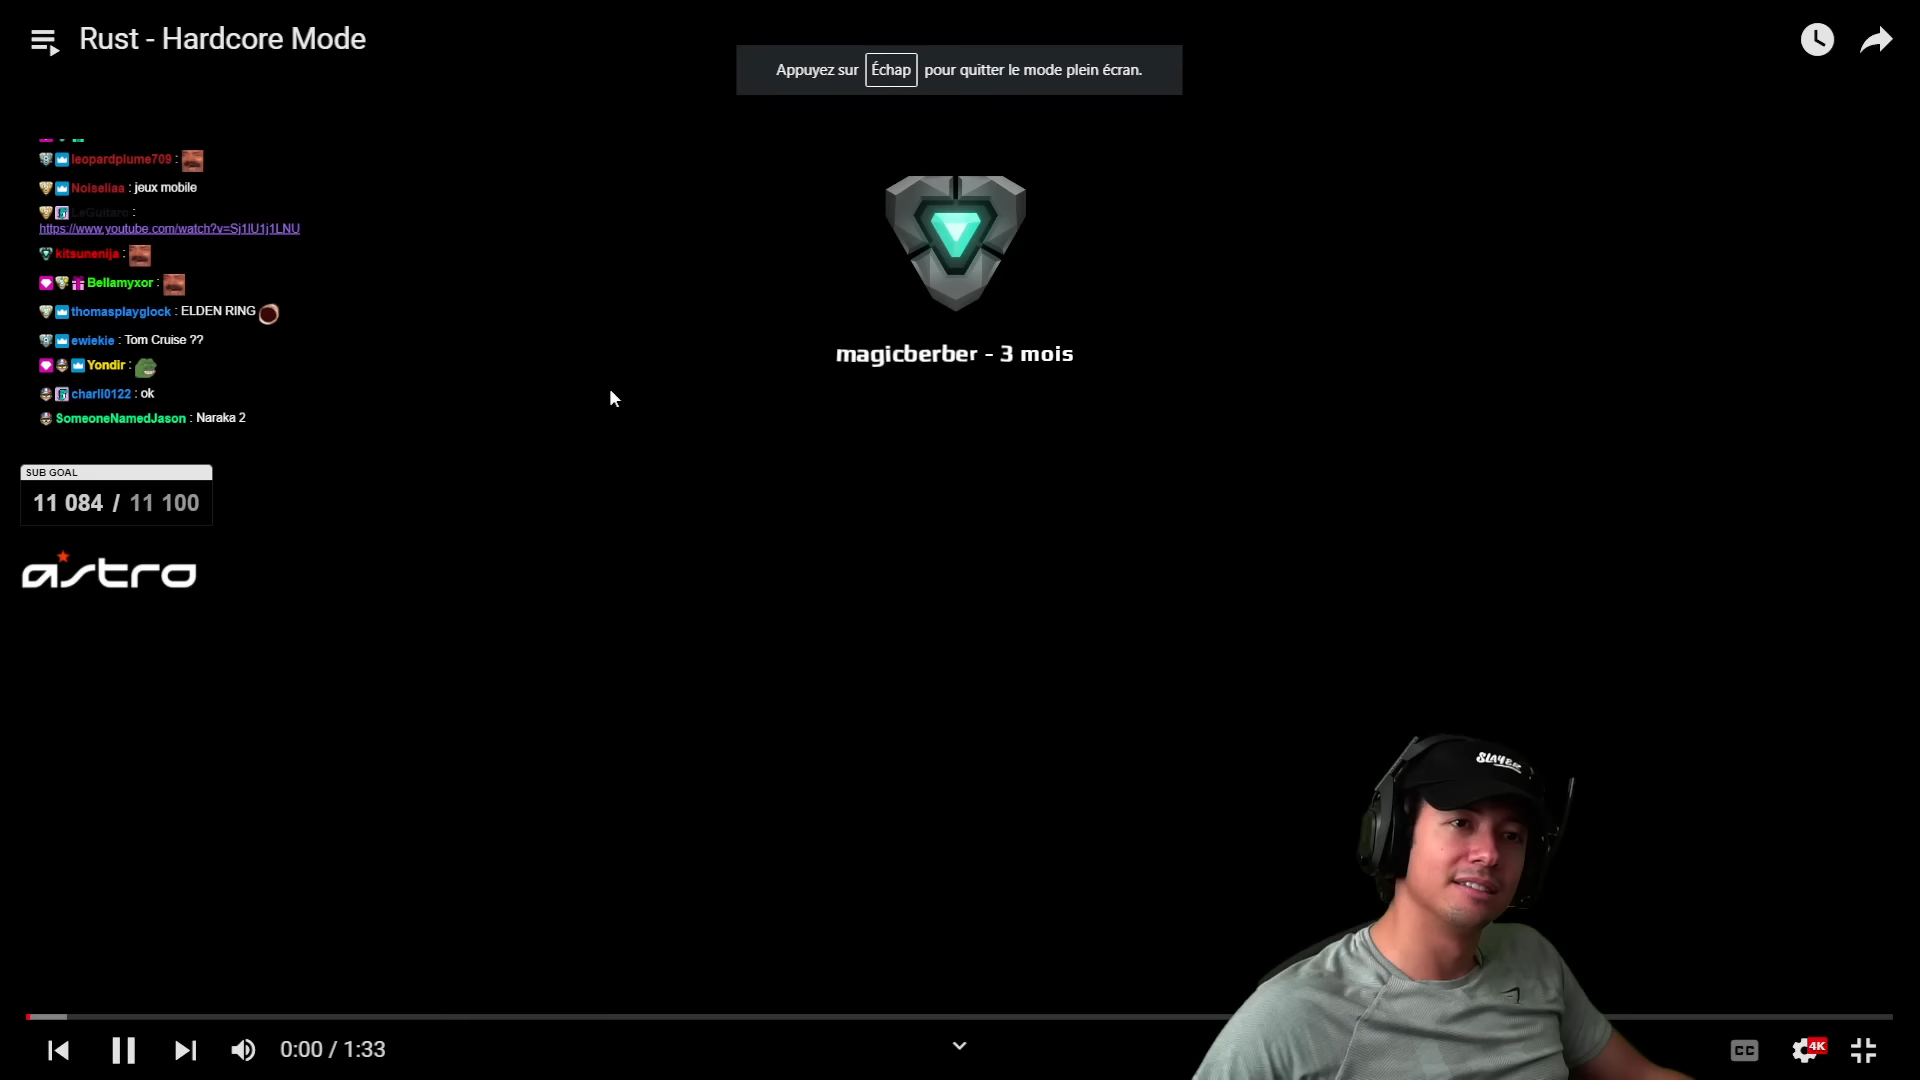 Rust - Hardcore Mode
Appuyez sur Échap pour quitter le mode plein écran.
leopardplume709 :
Noiseliaa : jeux mobile
LeGuitaro :
https://www.youtube.com/watch?v=Sj1lU1j1LNU
kitsunenija :
Bellamyxor :
thomasplayglock : ELDEN RING
ewiekie : Tom Cruise ??
Yondir :
charli0122 : ok
SomeoneNamedJason : Naraka 2
magicberber - 3 mois
SUB GOAL
11 084 / 11 100
astro
SLAYER
0:00 / 1:33
CC
4K